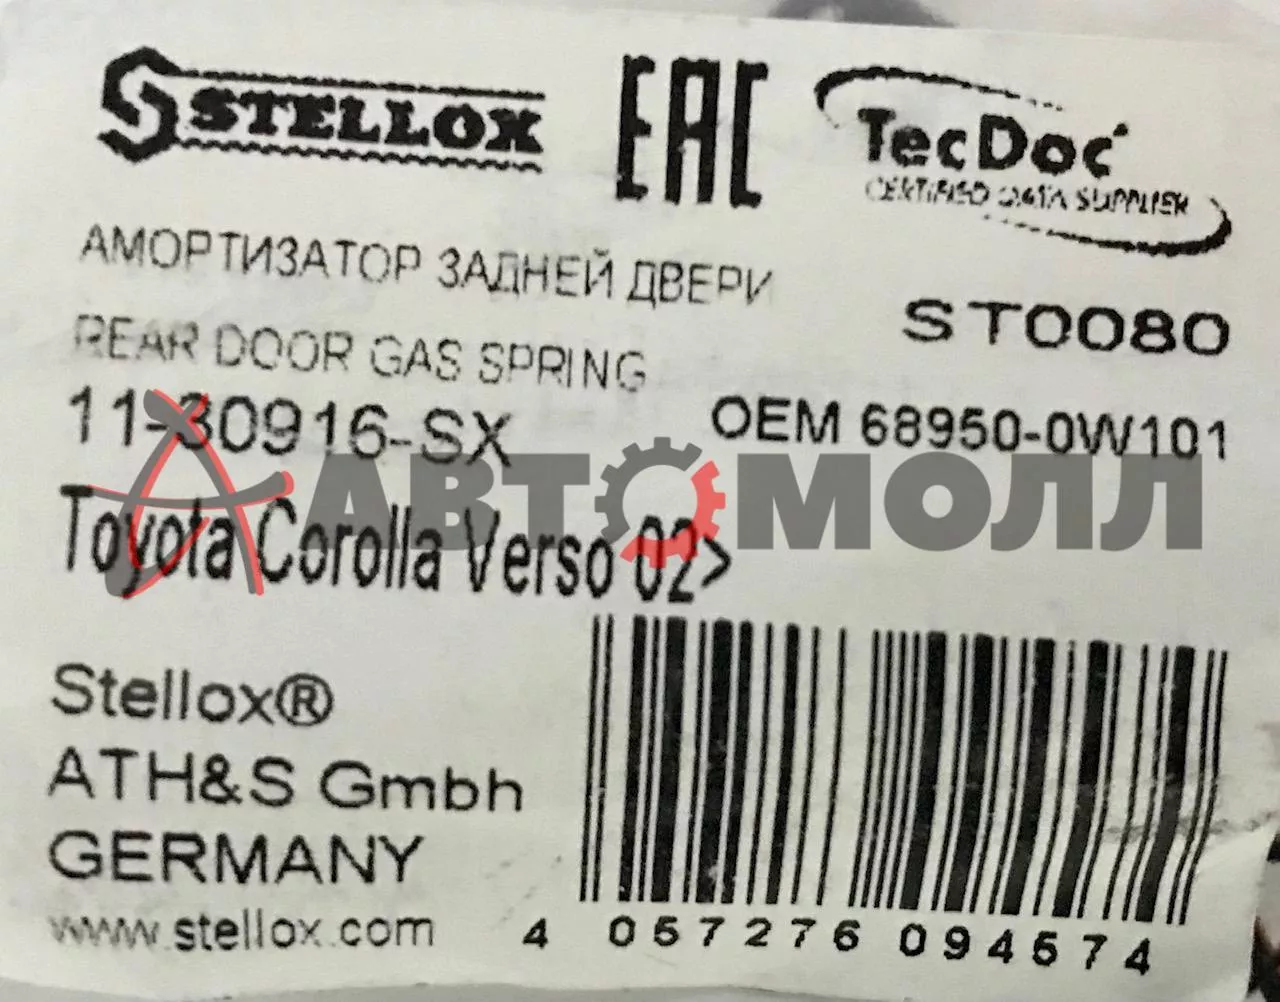 STELLOX
EAC
TecDoc
CERTIFIED DATA SUPPLIER
АМОРТИЗАТОР ЗАДНЕЙ ДВЕРИ
REAR DOOR GAS SPRING
ST0080
11-30916-SX
OEM 68950-0W101
АВТОМОЛЛ
Toyota Corolla Verso 02>
Stellox®
ATH&S Gmbh
GERMANY
www.stellox.com
4 057276 094574